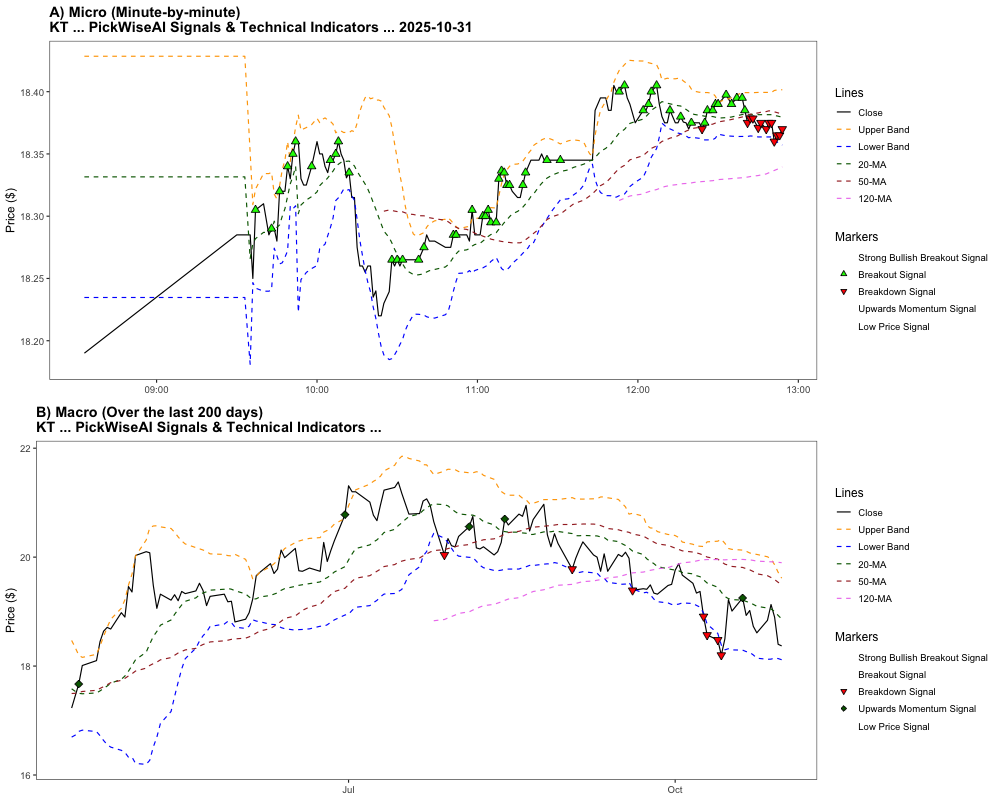 A) Micro (Minute-by-minute)
KT ... PickWiseAI Signals & Technical Indicators ... 2025-10-31
Price ($)
18.40
18.35
18.30
18.25
18.20
09:00
10:00
11:00
12:00
13:00
Lines
Close
Upper Band
Lower Band
20-MA
50-MA
120-MA
Markers
Strong Bullish Breakout Signal
Breakout Signal
Breakdown Signal
Upwards Momentum Signal
Low Price Signal
B) Macro (Over the last 200 days)
KT ... PickWiseAI Signals & Technical Indicators ...
Price ($)
22
20
18
16
Jul
Oct
Lines
Close
Upper Band
Lower Band
20-MA
50-MA
120-MA
Markers
Strong Bullish Breakout Signal
Breakout Signal
Breakdown Signal
Upwards Momentum Signal
Low Price Signal